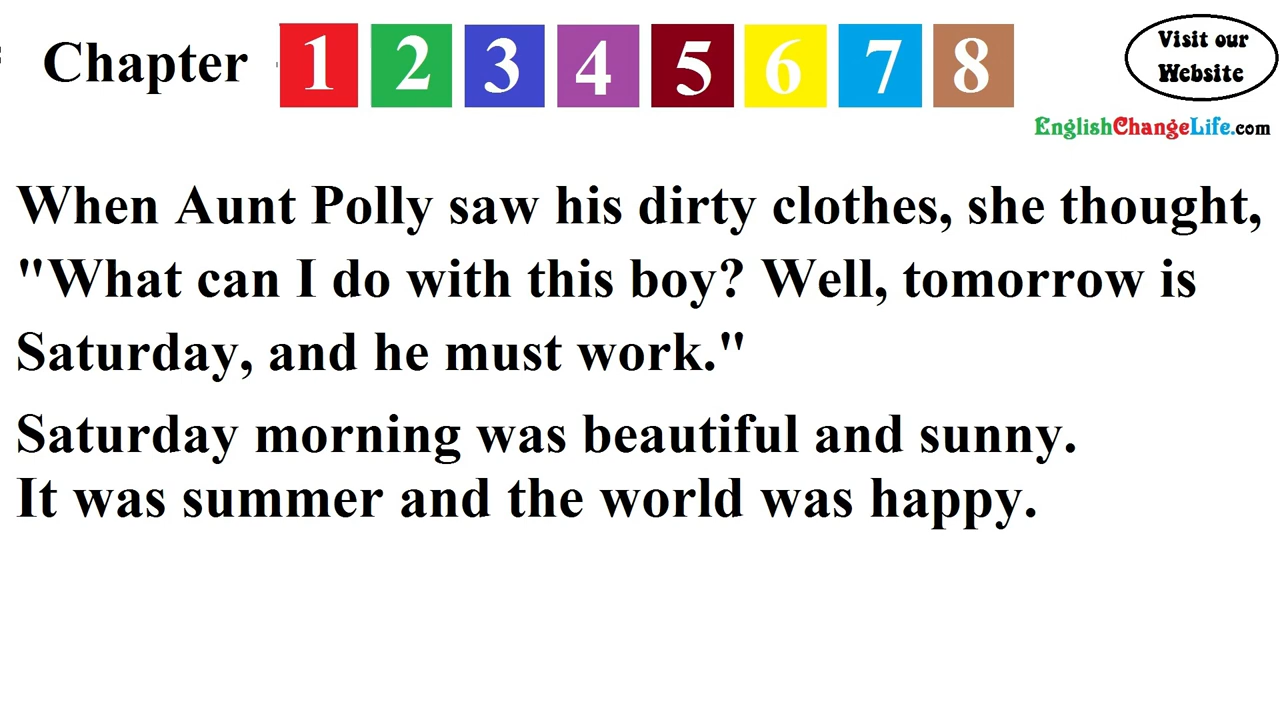 Chapter 1 2 3 4 5 6 7 8
Visit our
Website
EnglishChangeLife.com
When Aunt Polly saw his dirty clothes, she thought,
"What can I do with this boy? Well, tomorrow is
Saturday, and he must work."
Saturday morning was beautiful and sunny.
It was summer and the world was happy.